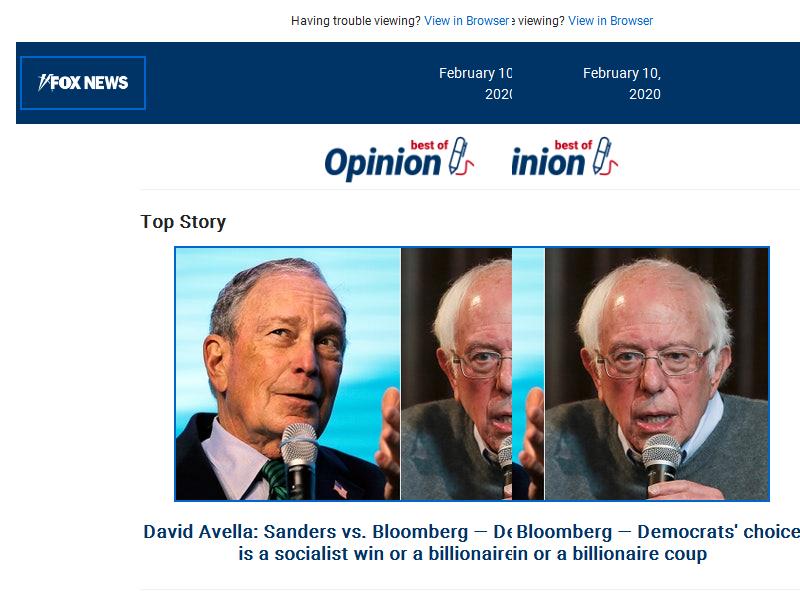 Having trouble viewing? View in Browser e viewing? View in Browser
FOX NEWS
February 10 February 10,
2020 2020
best of best of
Opinion inion
Top Story
David Avella: Sanders vs. Bloomberg — De Bloomberg — Democrats' choice
is a socialist win or a billionaire in or a billionaire coup